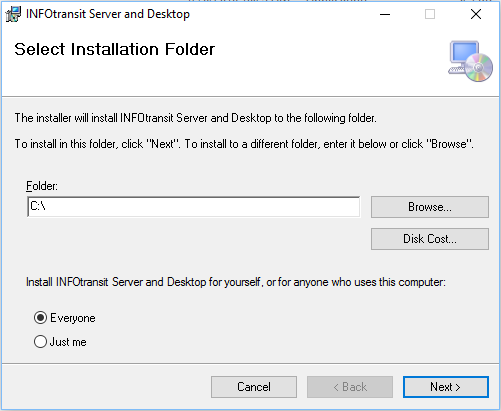 INFOtransit Server and Desktop
Select Installation Folder
The installer will install INFOtransit Server and Desktop to the following folder.
To install in this folder, click "Next". To install to a different folder, enter it below or click "Browse".
Folder:
C:\
Browse...
Disk Cost...
Install INFOtransit Server and Desktop for yourself, or for anyone who uses this computer:
Everyone
Just me
Cancel
< Back
Next >